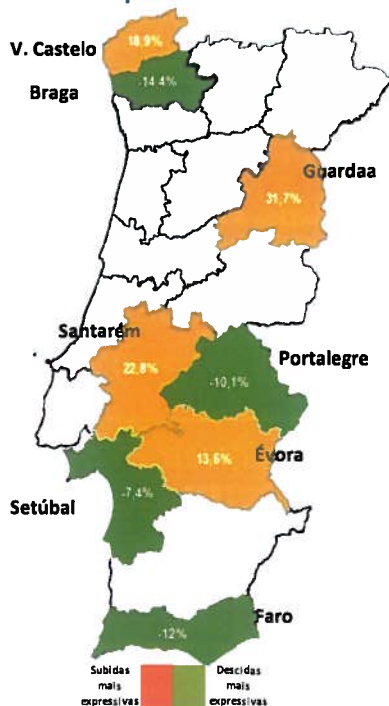 V. Castelo
18,9%
Braga
-14.4%
Guardaa
31,7%
Santarém
22,8%
Portalegre
-10,1%
Évora
13,6%
Setúbal
-7,4%
Faro
-12%
Subidas mais expressivas
Descidas mais expressivas